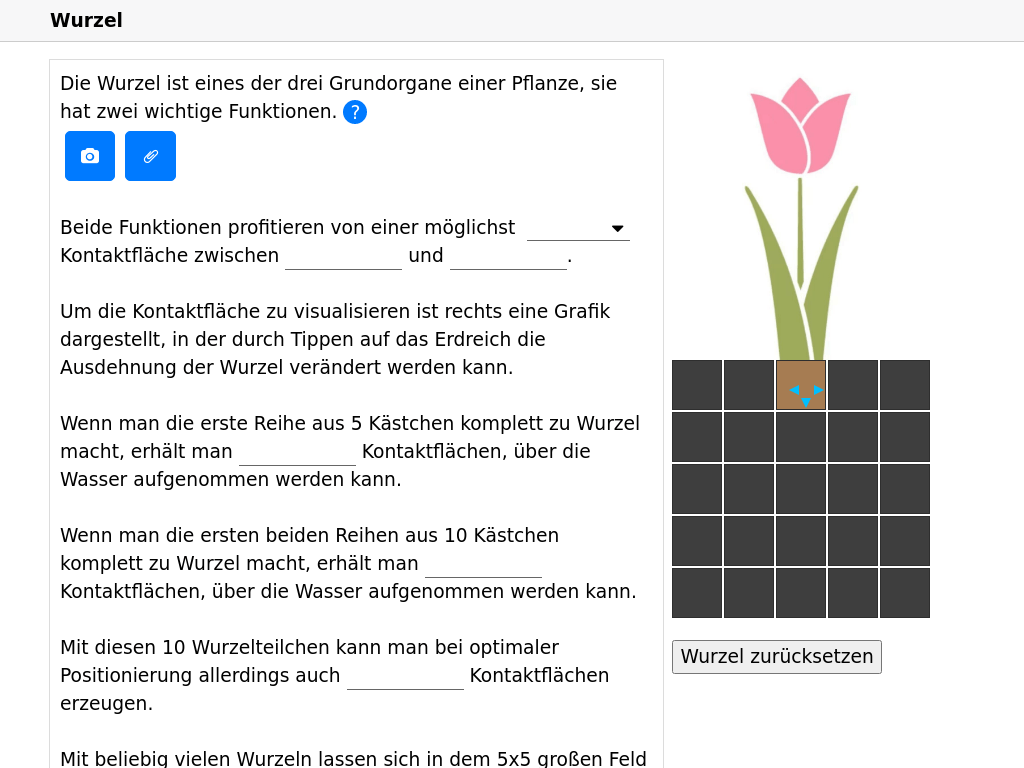 Wurzel
Die Wurzel ist eines der drei Grundorgane einer Pflanze, sie
hat zwei wichtige Funktionen. ?
Beide Funktionen profitieren von einer möglichst
Kontaktfläche zwischen und .
Um die Kontaktfläche zu visualisieren ist rechts eine Grafik
dargestellt, in der durch Tippen auf das Erdreich die
Ausdehnung der Wurzel verändert werden kann.
Wenn man die erste Reihe aus 5 Kästchen komplett zu Wurzel
macht, erhält man Kontaktflächen, über die
Wasser aufgenommen werden kann.
Wenn man die ersten beiden Reihen aus 10 Kästchen
komplett zu Wurzel macht, erhält man
Kontaktflächen, über die Wasser aufgenommen werden kann.
Mit diesen 10 Wurzelteilchen kann man bei optimaler
Positionierung allerdings auch Kontaktflächen
erzeugen.
Mit beliebig vielen Wurzeln lassen sich in dem 5x5 großen Feld
Wurzel zurücksetzen